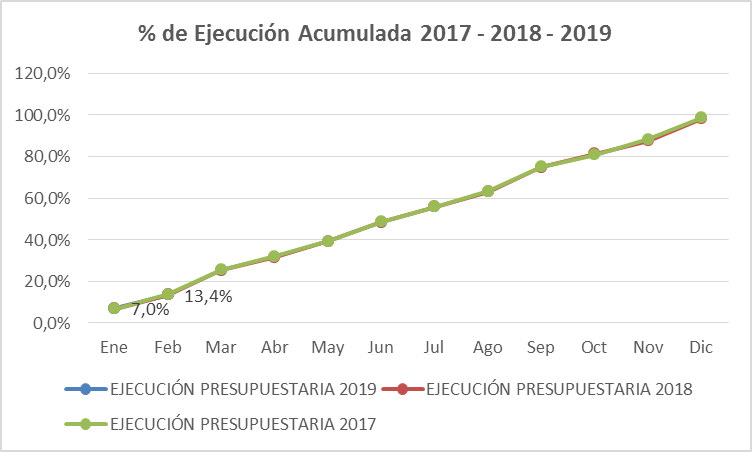 % de Ejecución Acumulada 2017 - 2018 - 2019
120,0%
100,0%
80,0%
60,0%
40,0%
20,0%
0,0%
7,0%
13,4%
Ene Feb Mar Abr May Jun Jul Ago Sep Oct Nov Dic
EJECUCIÓN PRESUPUESTARIA 2019 EJECUCIÓN PRESUPUESTARIA 2018
EJECUCIÓN PRESUPUESTARIA 2017